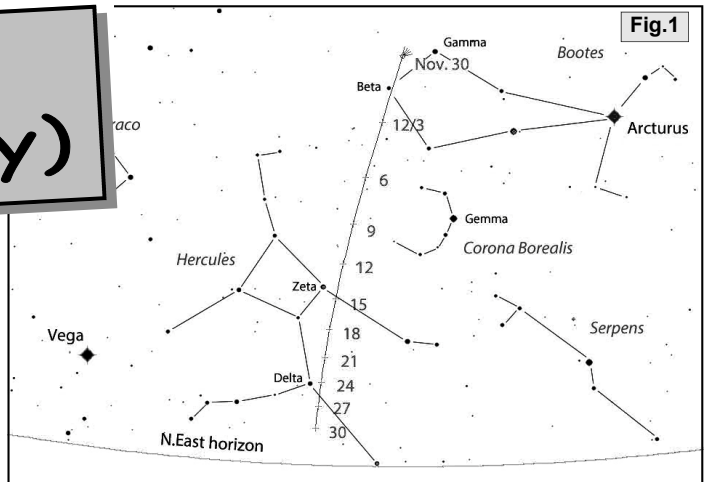 Fig.1
Gamma
Bootes
Nov. 30
Beta
y)
raco
12/3
Arcturus
6
Gemma
9
Corona Borealis
Hercules
12
Zeta
15
Serpens
18
Vega
21
Delta
24
27
N.East horizon
30